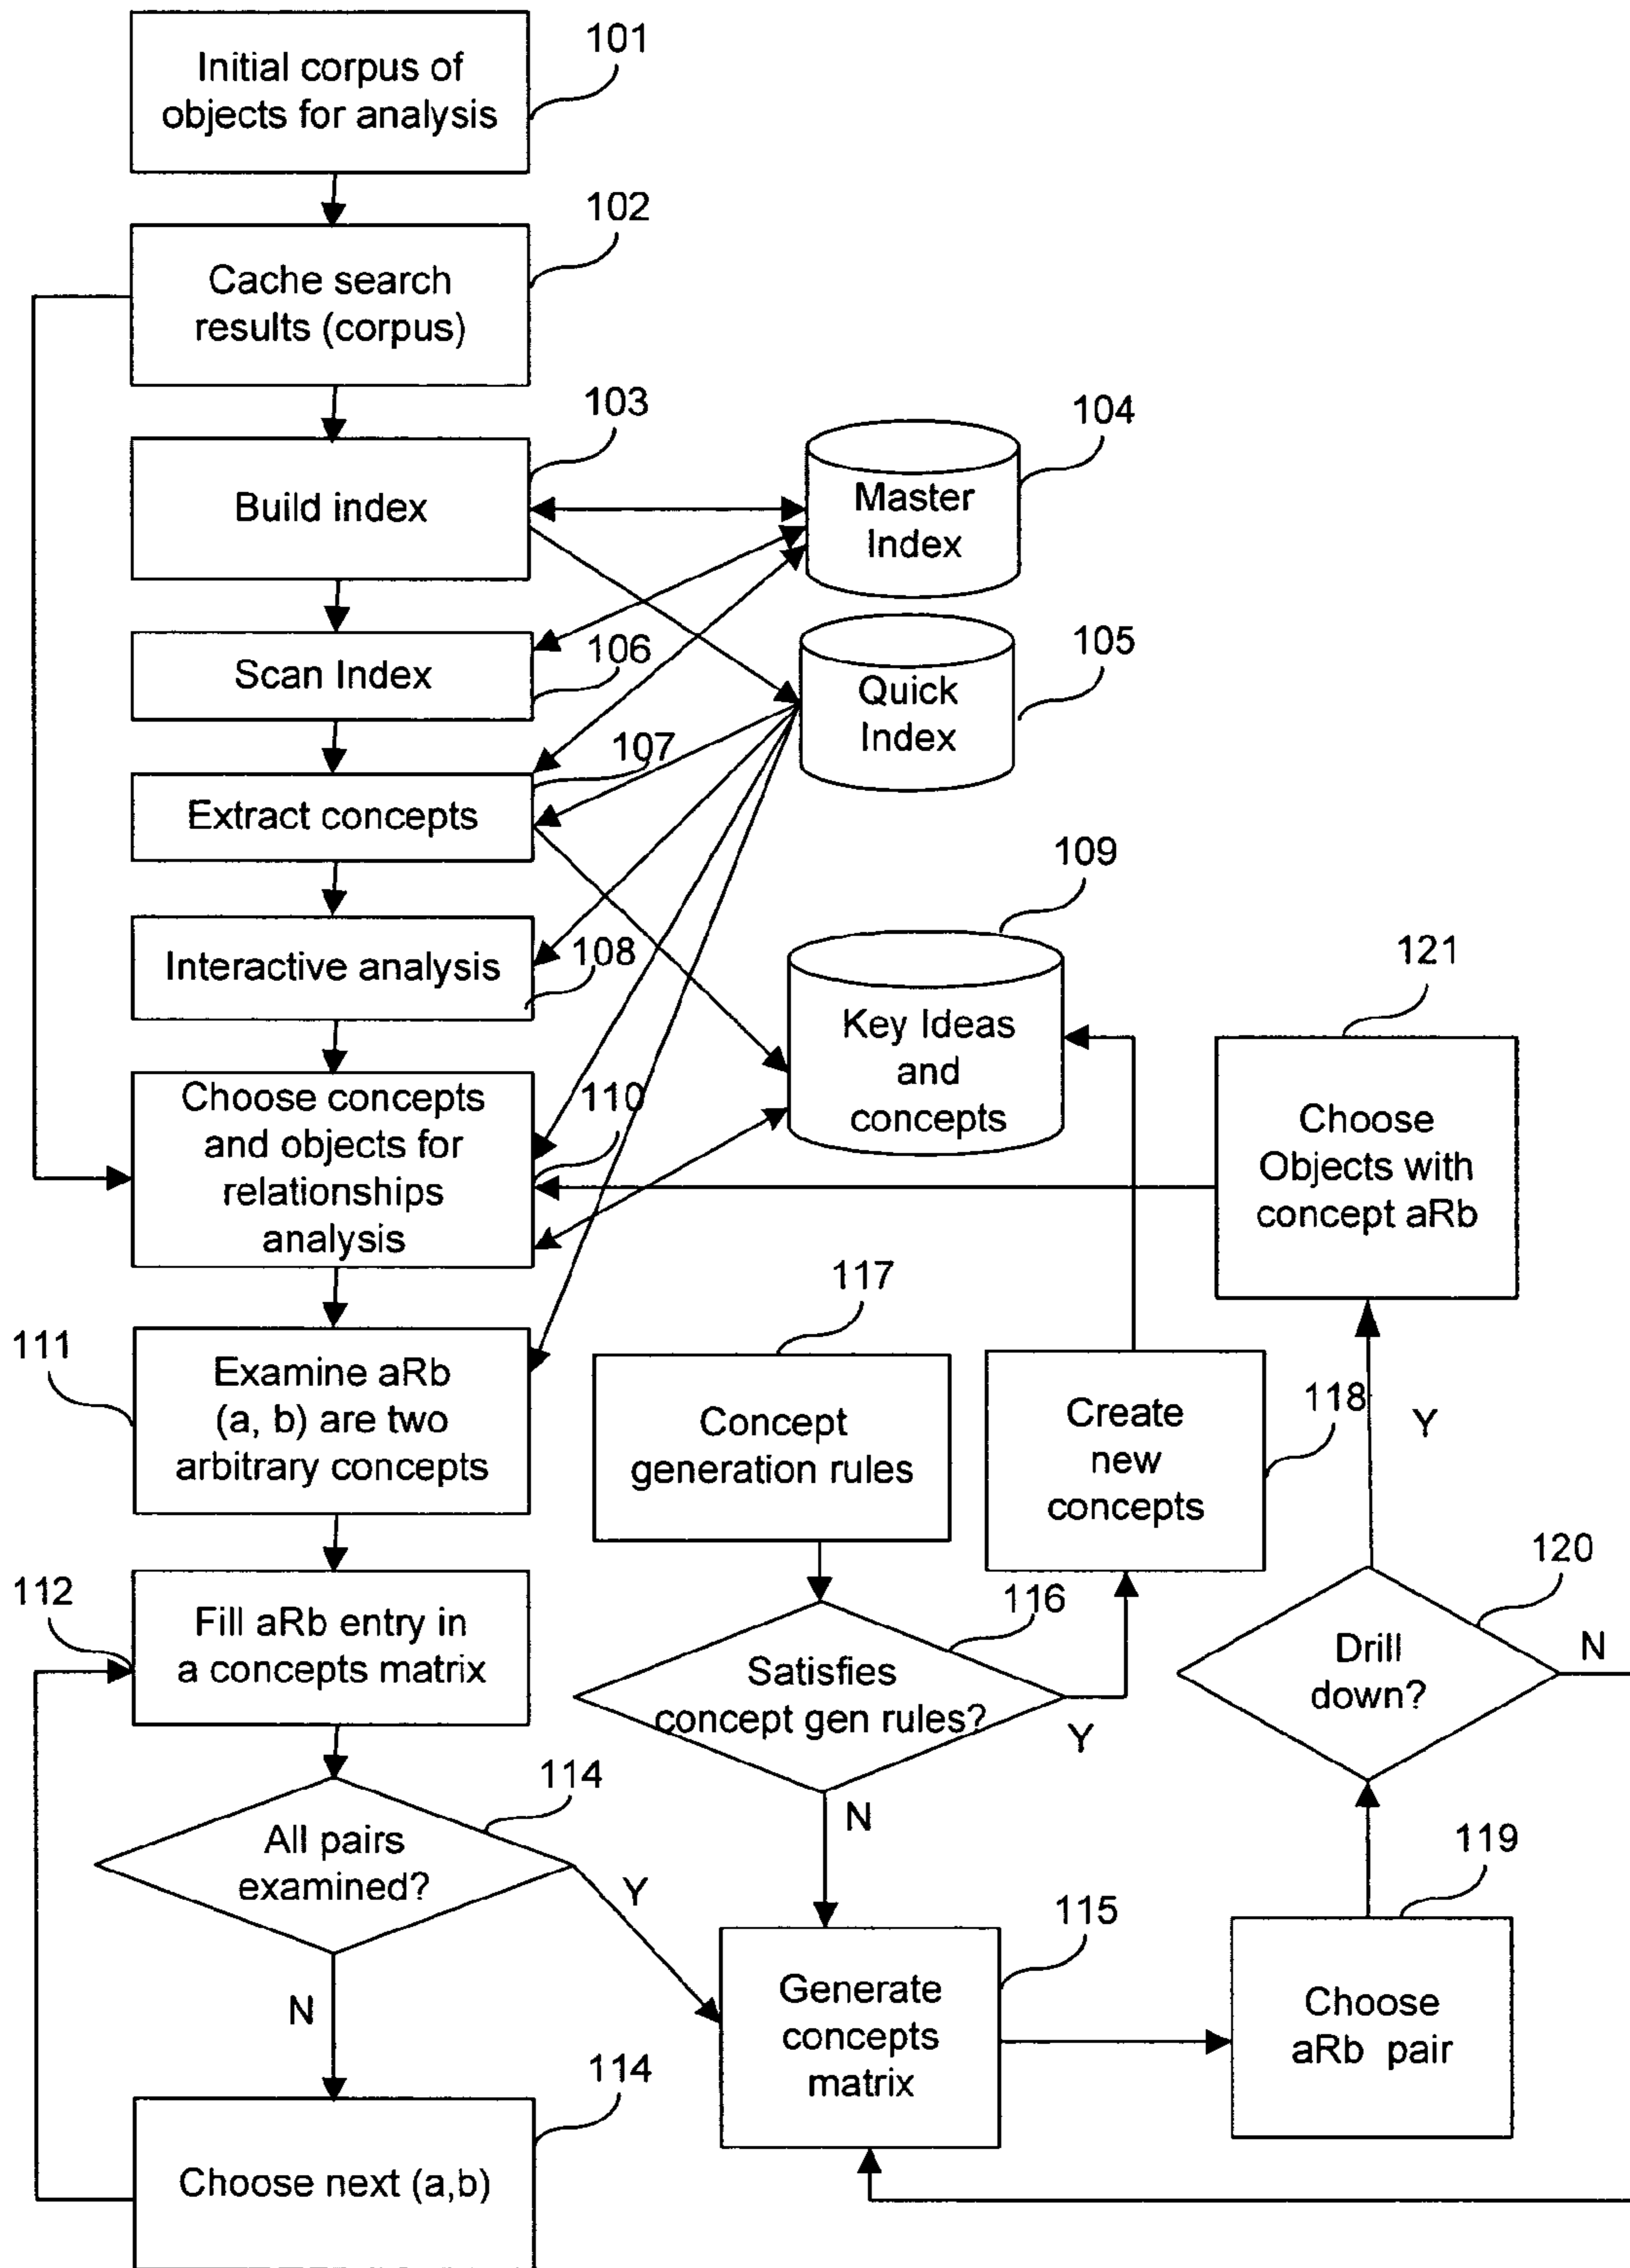 101
Initial corpus of
objects for analysis
102
Cache search
results (corpus)
103
Build index
104
Master
Index
106
Scan Index
105
Quick
Index
107
Extract concepts
109
Key Ideas
and
concepts
108
Interactive analysis
121
Choose
Objects with
concept aRb
110
Choose concepts
and objects for
relationships
analysis
111
Examine aRb
(a, b) are two
arbitrary concepts
117
Concept
generation rules
118
Create
new
concepts
Y
112
Fill aRb entry in
a concepts matrix
116
Satisfies
concept gen rules?
Y
N
120
Drill
down?
N
114
All pairs
examined?
Y
N
115
Generate
concepts
matrix
119
Choose
aRb pair
114
Choose next (a,b)